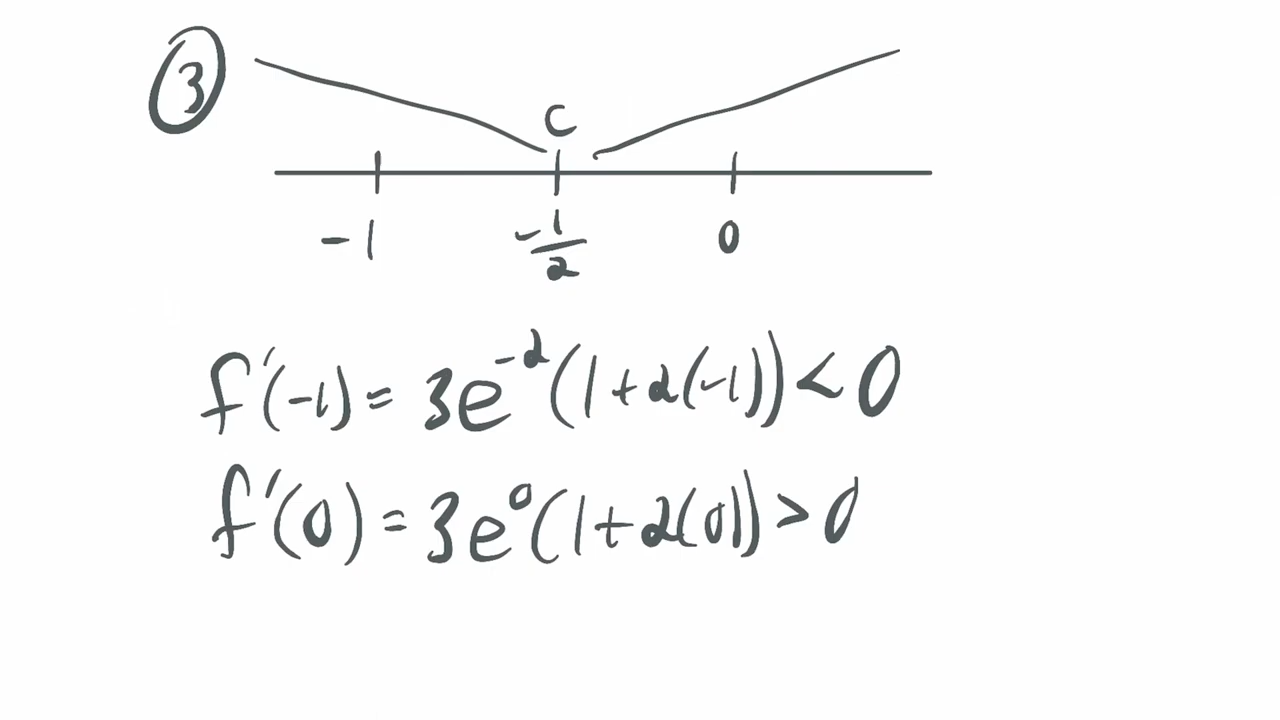 ③
C
-1 -1/2 0
f'(-1) = 3e^{-2}(1+2(-1)) < 0
f'(0) = 3e^{0}(1+2(0)) > 0